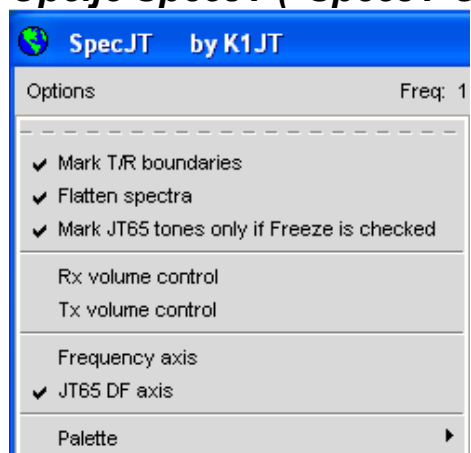 SpecJT by K1JT
Options Freq: 1
Mark T/R boundaries
Flatten spectra
Mark JT65 tones only if Freeze is checked
Rx volume control
Tx volume control
Frequency axis
JT65 DF axis
Palette